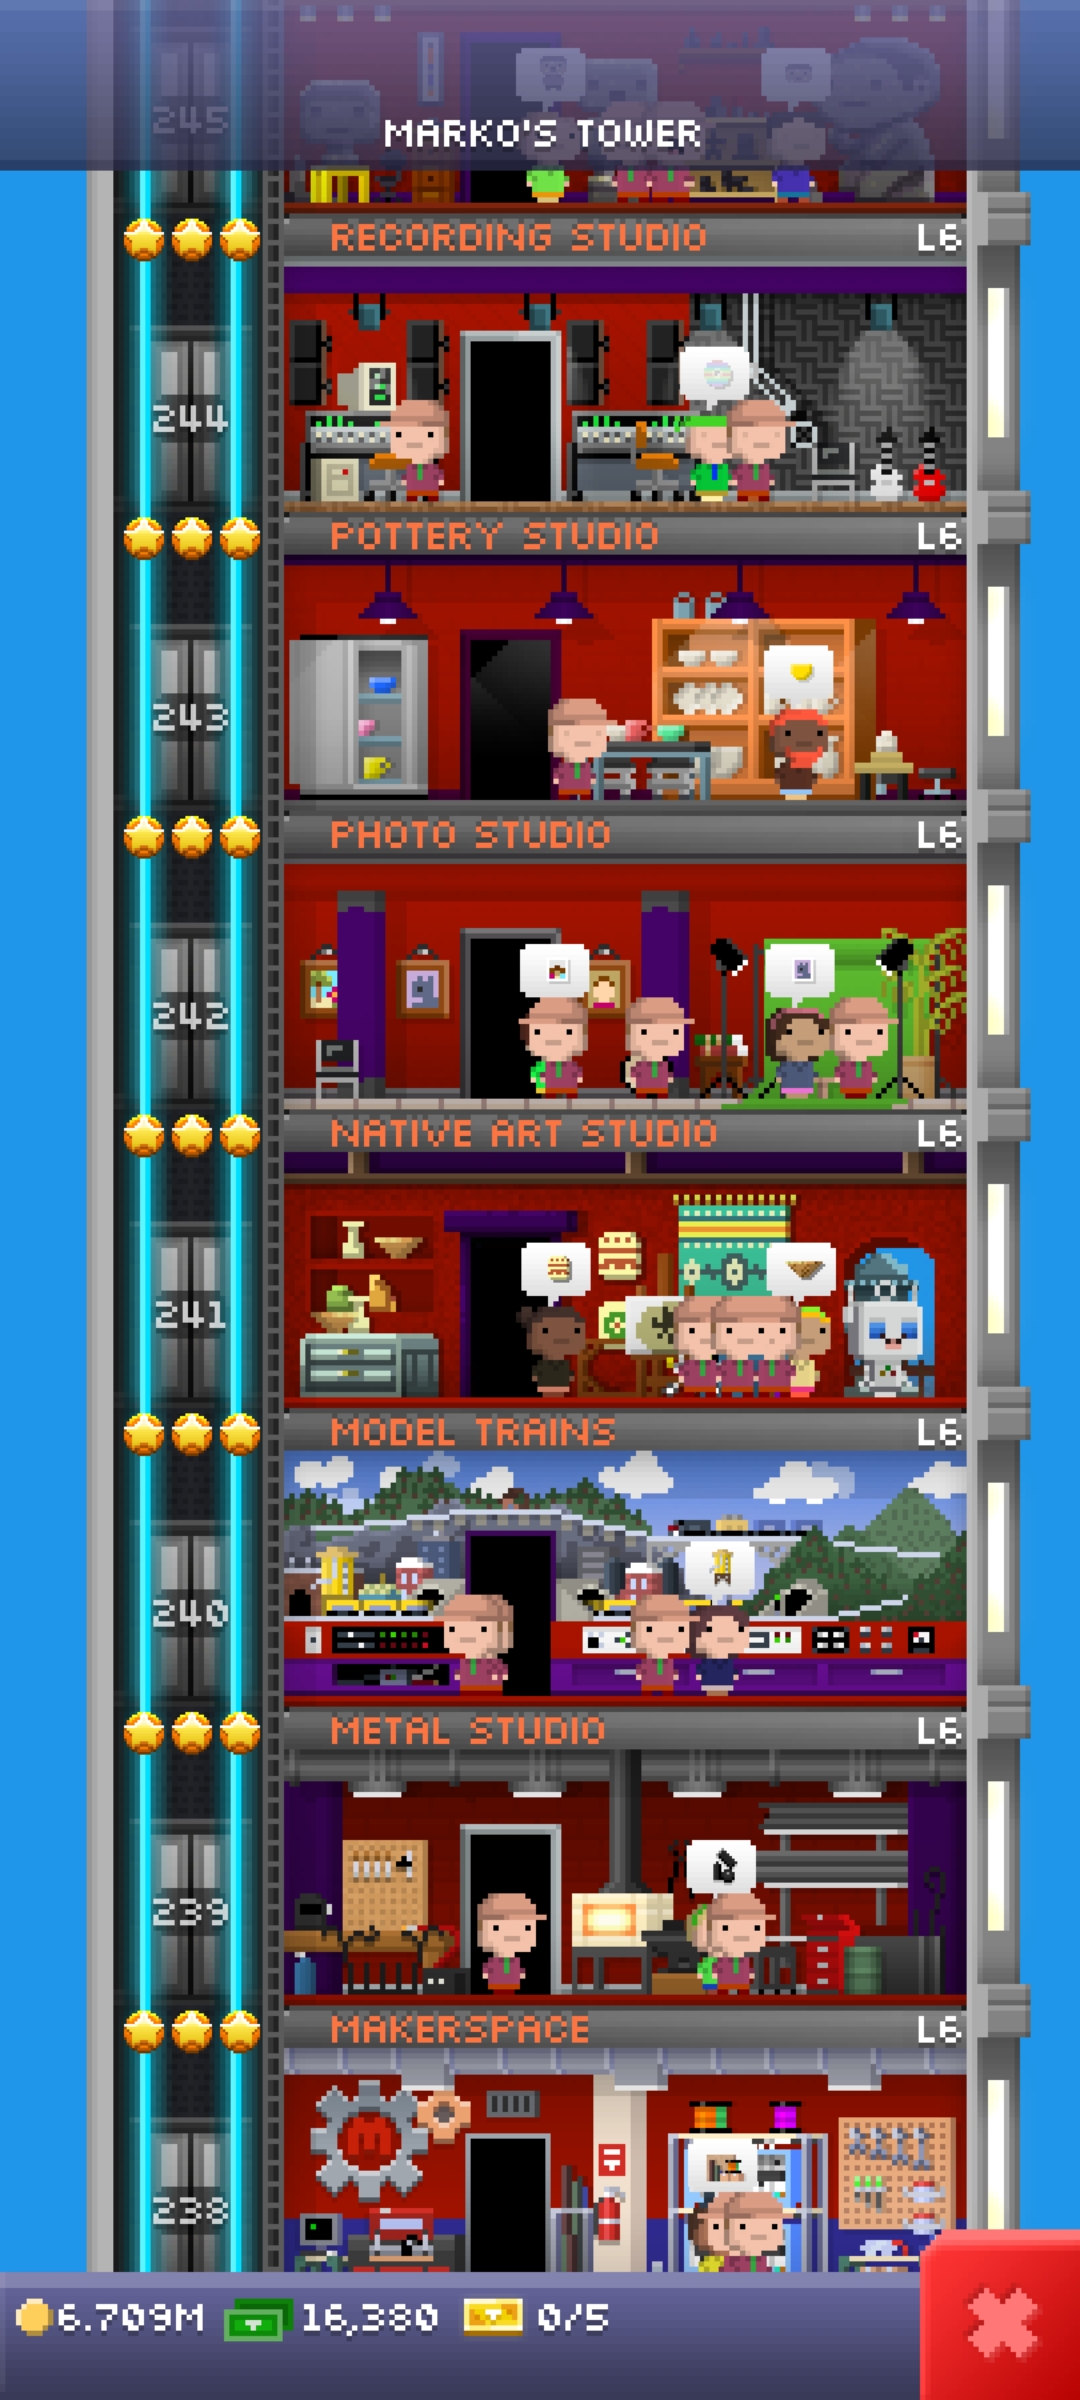 245
MARKO'S TOWER
RECORDING STUDIO L6
244
POTTERY STUDIO L6
243
PHOTO STUDIO L6
242
NATIVE ART STUDIO L6
241
MODEL TRAINS L6
240
METAL STUDIO L6
239
MAKERSPACE L6
M
238
6.709M 16,380 0/5